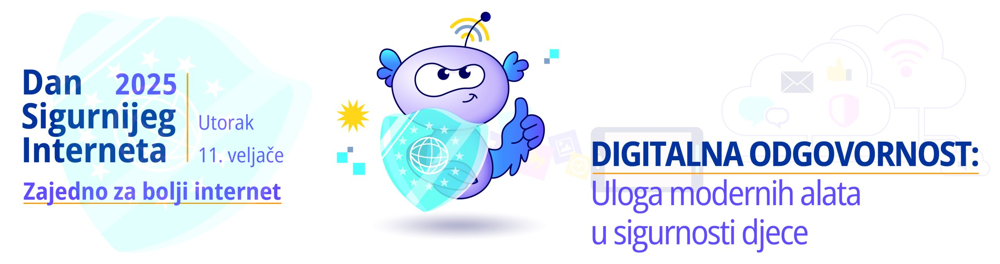 Dan 2025
Sigurnijeg
Interneta
Utorak
11. veljače
Zajedno za bolji internet
DIGITALNA ODGOVORNOST:
Uloga modernih alata
u sigurnosti djece